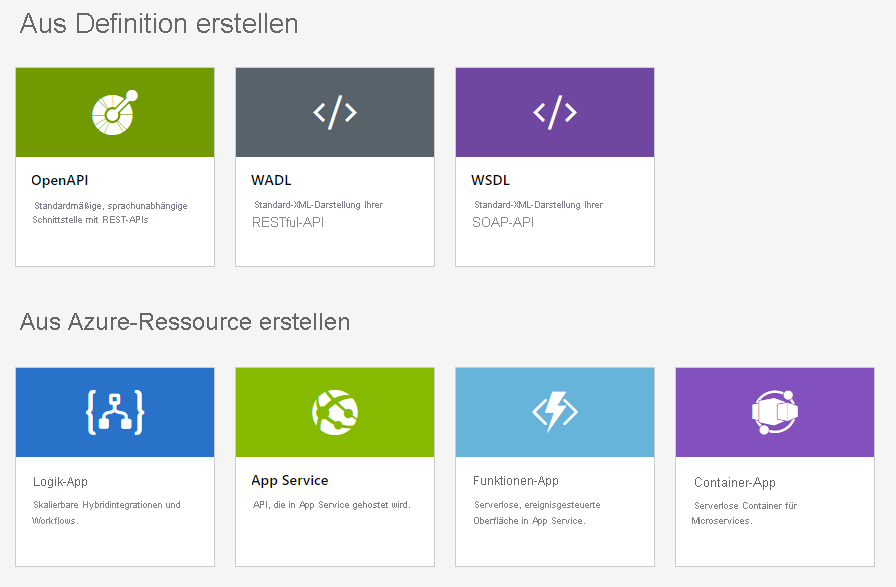 Aus Definition erstellen
OpenAPI
Standardmäßige, sprachunabhängige
Schnittstelle mit REST-APIs
WADL
Standard-XML-Darstellung Ihrer
RESTful-API
WSDL
Standard-XML-Darstellung Ihrer
SOAP-API
Aus Azure-Ressource erstellen
Logik-App
Skalierbare Hybridintegrationen und
Workflows.
App Service
API, die in App Service gehostet wird.
Funktionen-App
Serverlose, ereignisgesteuerte
Oberfläche in App Service.
Container-App
Serverlose Container für
Microservices.